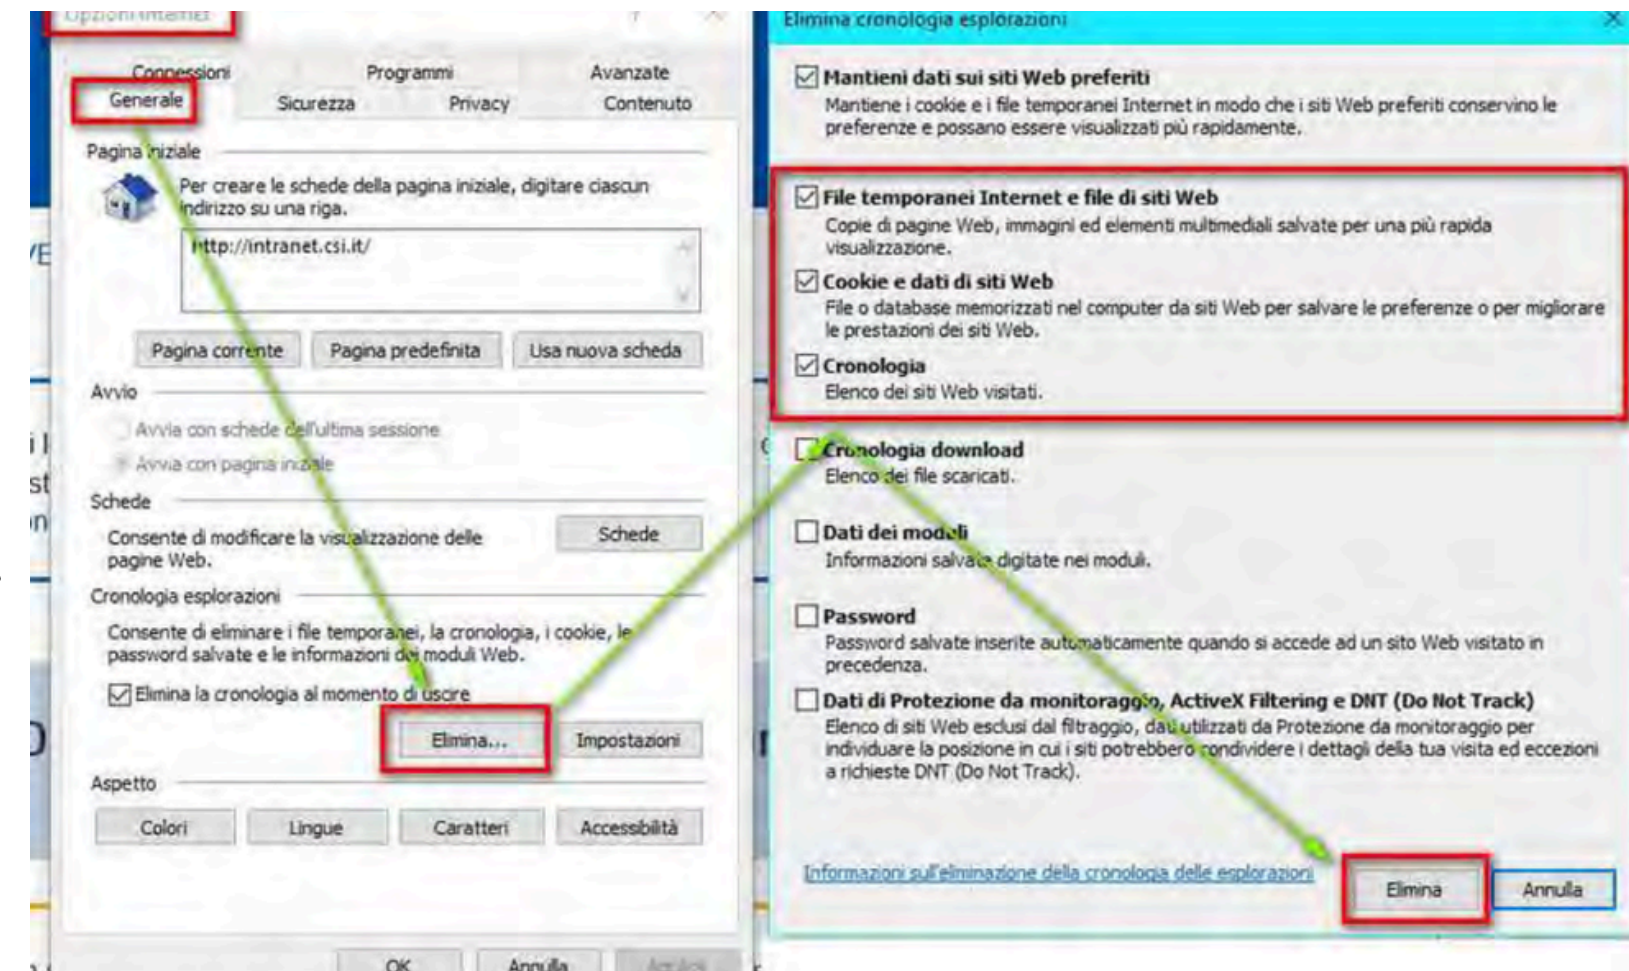 Opzioni Internet
Connessioni Programmi Avanzate
Generale Sicurezza Privacy Contenuto
Pagina iniziale
Per creare le schede della pagina iniziale, digitare ciascun
indirizzo su una riga.
http://intranet.csi.it/
Pagina corrente Pagina predefinita Usa nuova scheda
Avvio
Avvia con schede dell'ultima sessione
Avvia con pagina iniziale
Schede
Consente di modificare la visualizzazione delle
pagine Web.
Schede
Cronologia esplorazioni
Consente di eliminare i file temporanei, la cronologia, i cookie, le
password salvate e le informazioni dei moduli Web.
Elimina la cronologia al momento di uscire
Elimina... Impostazioni
Aspetto
Colori Lingue Caratteri Accessibilità
OK Annulla
Elimina cronologia esplorazioni
Mantieni dati sui siti Web preferiti
Mantiene i cookie e i file temporanei Internet in modo che i siti Web preferiti conservino le
preferenze e possano essere visualizzati più rapidamente.
File temporanei Internet e file di siti Web
Copie di pagine Web, immagini ed elementi multimediali salvate per una più rapida
visualizzazione.
Cookie e dati di siti Web
File o database memorizzati nel computer da siti Web per salvare le preferenze o per migliorare
le prestazioni dei siti Web.
Cronologia
Elenco dei siti Web visitati.
Cronologia download
Elenco dei file scaricati.
Dati dei moduli
Informazioni salvate digitate nei moduli.
Password
Password salvate inserite automaticamente quando si accede ad un sito Web visitato in
precedenza.
Dati di Protezione da monitoraggio, ActiveX Filtering e DNT (Do Not Track)
Elenco di siti Web esclusi dal filtraggio, dati utilizzati da Protezione da monitoraggio per
individuare la posizione in cui i siti potrebbero condividere i dettagli della tua visita ed eccezioni
a richieste DNT (Do Not Track).
Informazioni sull'eliminazione della cronologia delle esplorazioni
Elimina Annulla